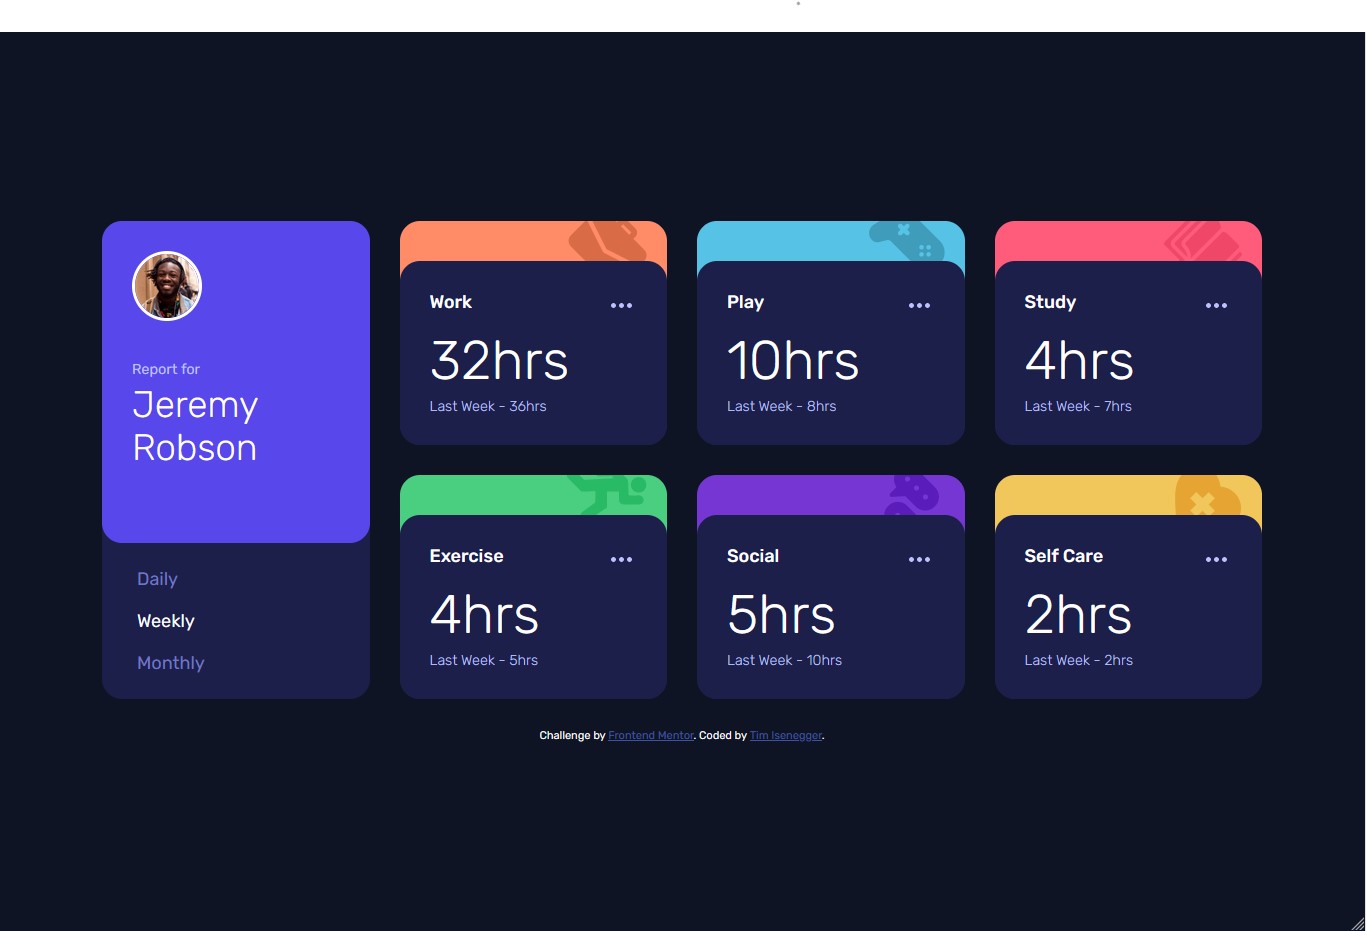 Report for
Jeremy
Robson
Daily
Weekly
Monthly
Work
32hrs
Last Week - 36hrs
Play
10hrs
Last Week - 8hrs
Study
4hrs
Last Week - 7hrs
Exercise
4hrs
Last Week - 5hrs
Social
5hrs
Last Week - 10hrs
Self Care
2hrs
Last Week - 2hrs
Challenge by Frontend Mentor. Coded by Tim Isenegger.